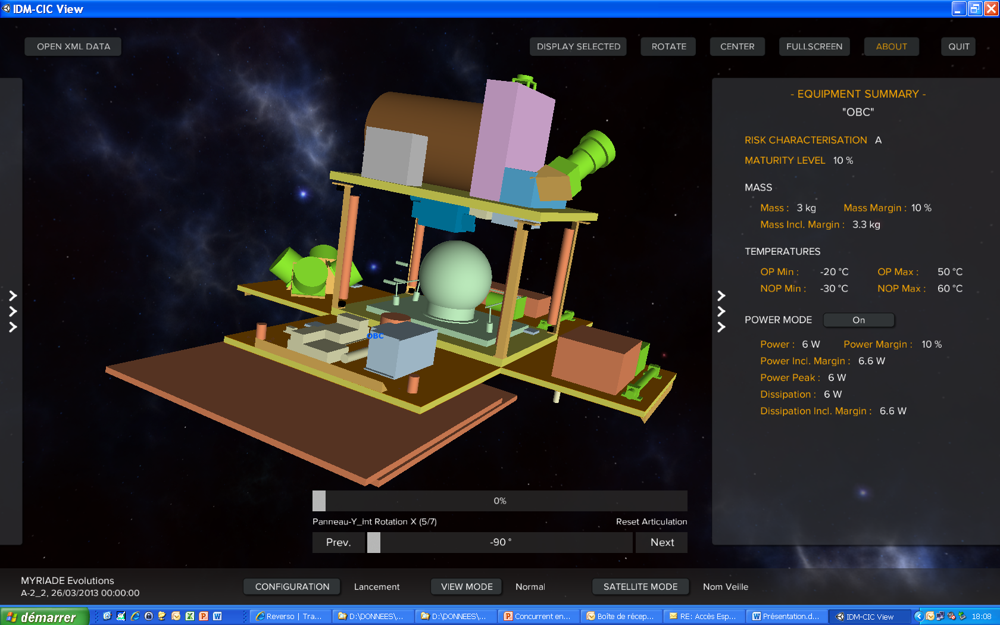 IDM-CIC View
OPEN XML DATA
DISPLAY SELECTED
ROTATE
CENTER
FULLSCREEN
ABOUT
QUIT
- EQUIPMENT SUMMARY -
"OBC"
RISK CHARACTERISATION A
MATURITY LEVEL 10 %
MASS
Mass : 3 kg Mass Margin : 10 %
Mass Incl. Margin : 3.3 kg
TEMPERATURES
OP Min : -20 °C OP Max : 50 °C
NOP Min : -30 °C NOP Max : 60 °C
POWER MODE On
Power : 6 W Power Margin : 10 %
Power Incl. Margin : 6.6 W
Power Peak : 6 W
Dissipation : 6 W
Dissipation Incl. Margin : 6.6 W
OBC
0%
Panneau-Y_int Rotation X (5/7) Reset Articulation
Prev. -90 ° Next
MYRIADE Evolutions
A-2_2, 26/03/2013 00:00:00
CONFIGURATION Lancement
VIEW MODE Normal
SATELLITE MODE Nom Veille
démarrer
Reverso | Tra...
D:\DONNEES\...
D:\DONNEES\...
Concurrent en...
Boîte de récep...
RE: Accès Esp...
Présentation.d...
IDM-CIC View
18:08